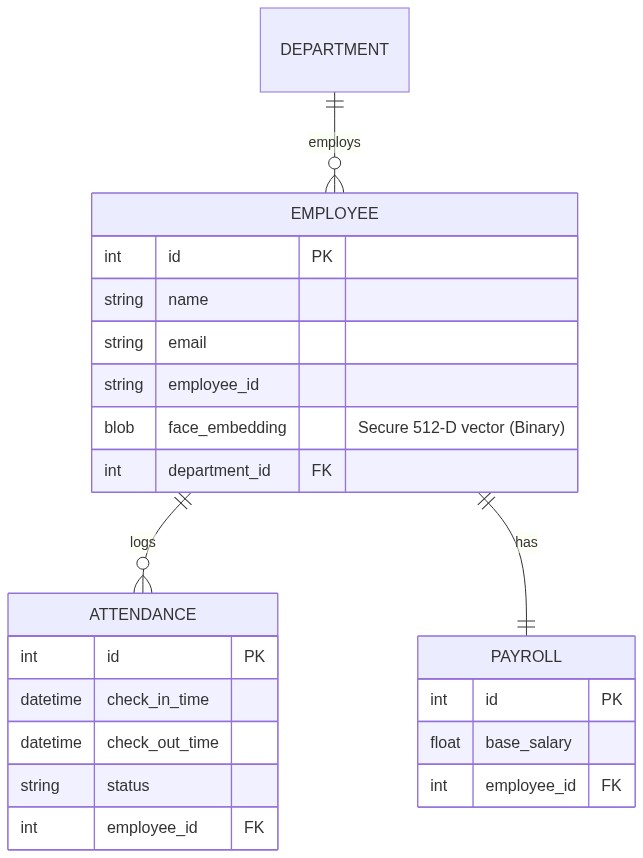 DEPARTMENT
employs
EMPLOYEE
int id PK
string name
string email
string employee_id
blob face_embedding Secure 512-D vector (Binary)
int department_id FK
logs
has
ATTENDANCE
int id PK
datetime check_in_time
datetime check_out_time
string status
int employee_id FK
PAYROLL
int id PK
float base_salary
int employee_id FK